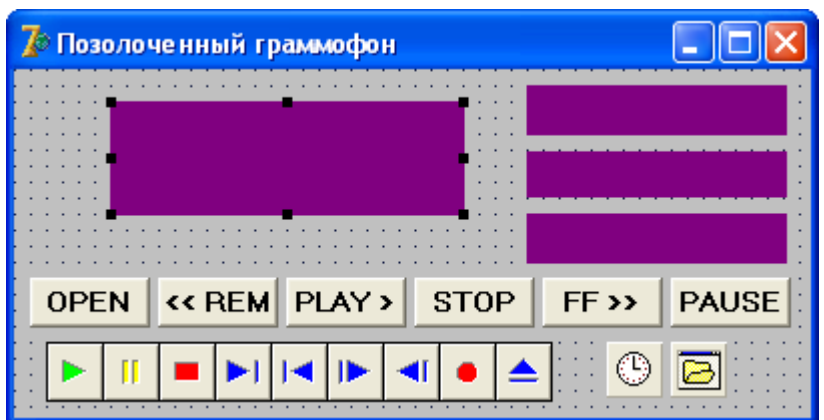 Позолоченный граммофон
OPEN << REM PLAY > STOP FF >> PAUSE